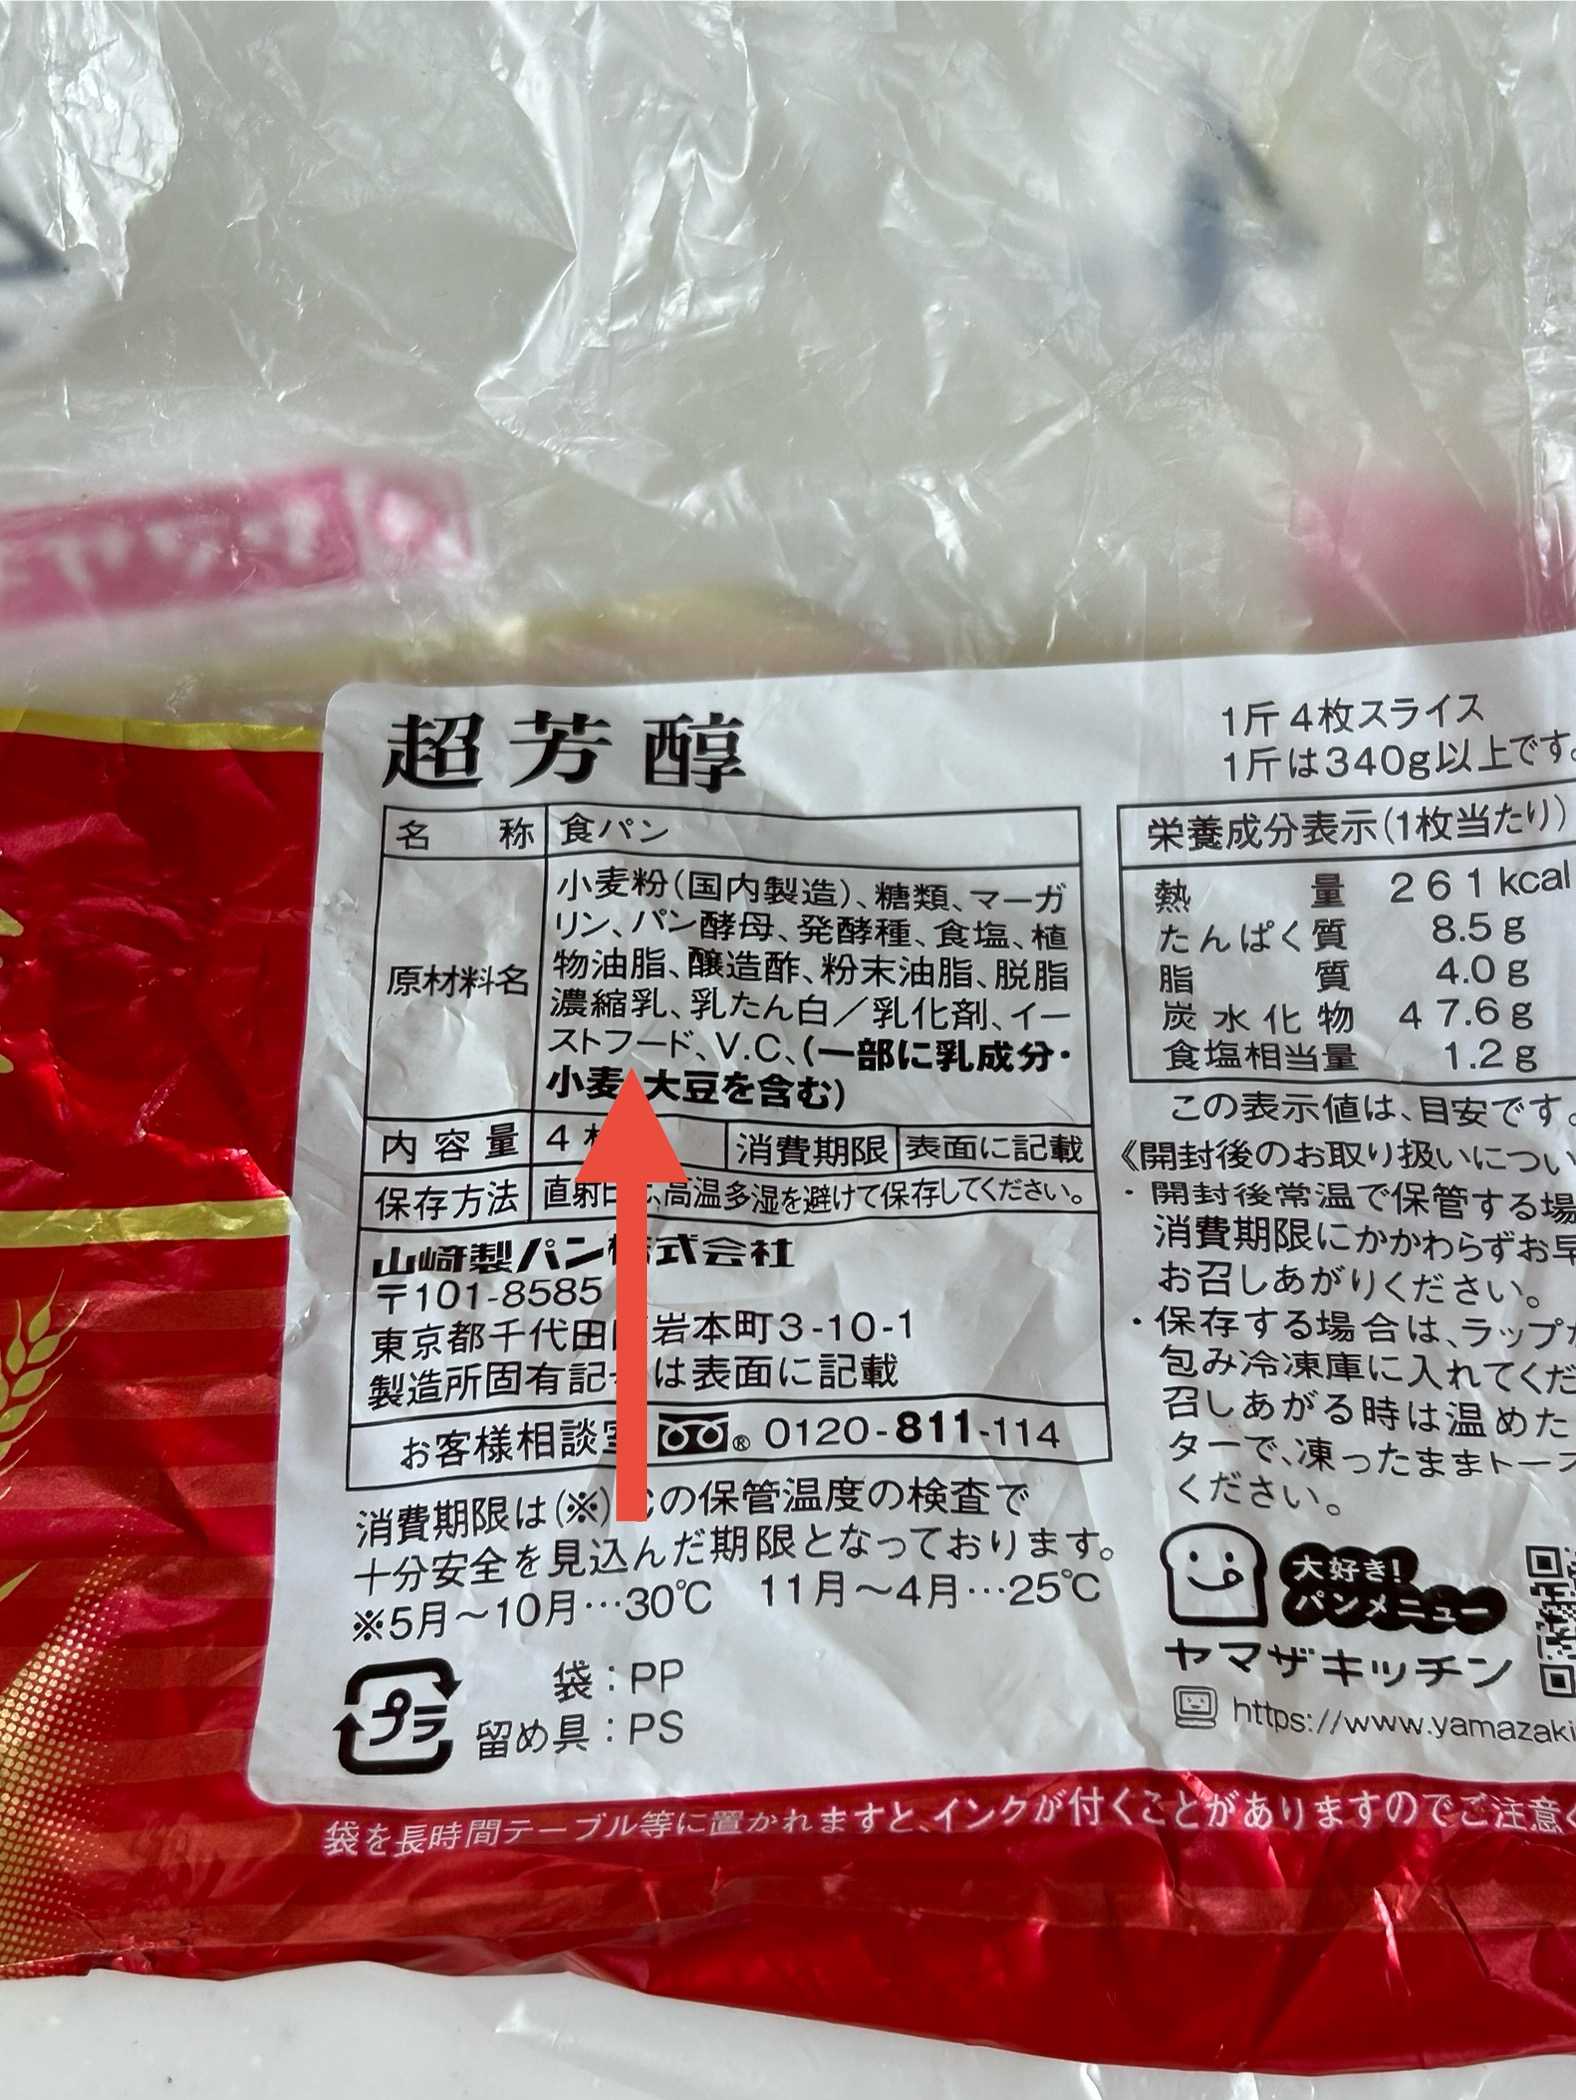 超芳醇
1斤4枚スライス
1斤は340g以上です。
名称 食パン
原材料名
小麦粉(国内製造)、糖類、マーガ
リン、パン酵母、発酵種、食塩、植
物油脂、醸造酢、粉末油脂、脱脂
濃縮乳、乳たん白/乳化剤、イー
ストフード、V.C、(一部に乳成分・
小麦 大豆を含む)
内容量 4 消費期限 表面に記載
保存方法 直射日 高温多湿を避けて保存してください。
山崎製パン 式会社
〒101-8585
東京都千代田 岩本町3-10-1
製造所固有記 は表面に記載
お客様相談 ® 0120-811-114
消費期限は(※)℃の保管温度の検査で
十分安全を見込んだ期限となっております。
※5月〜10月…30℃ 11月〜4月…25℃
プラ
袋:PP
留め具:PS
栄養成分表示(1枚当たり)
熱量 261kcal
たんぱく質 8.5g
脂質 4.0g
炭水化物 47.6g
食塩相当量 1.2g
この表示値は、目安です。
《開封後のお取り扱いについ
・開封後常温で保管する場
消費期限にかかわらずお早
お召しあがりください。
・保存する場合は、ラップ
包み冷凍庫に入れてくだ
召しあがる時は温めた
ターで、凍ったままトース
ください。
大好き!
パンメニュー
ヤマザキッチン
https://www.yamazaki
袋を長時間テーブル等に置かれますと、インクが付くことがありますのでご注意く